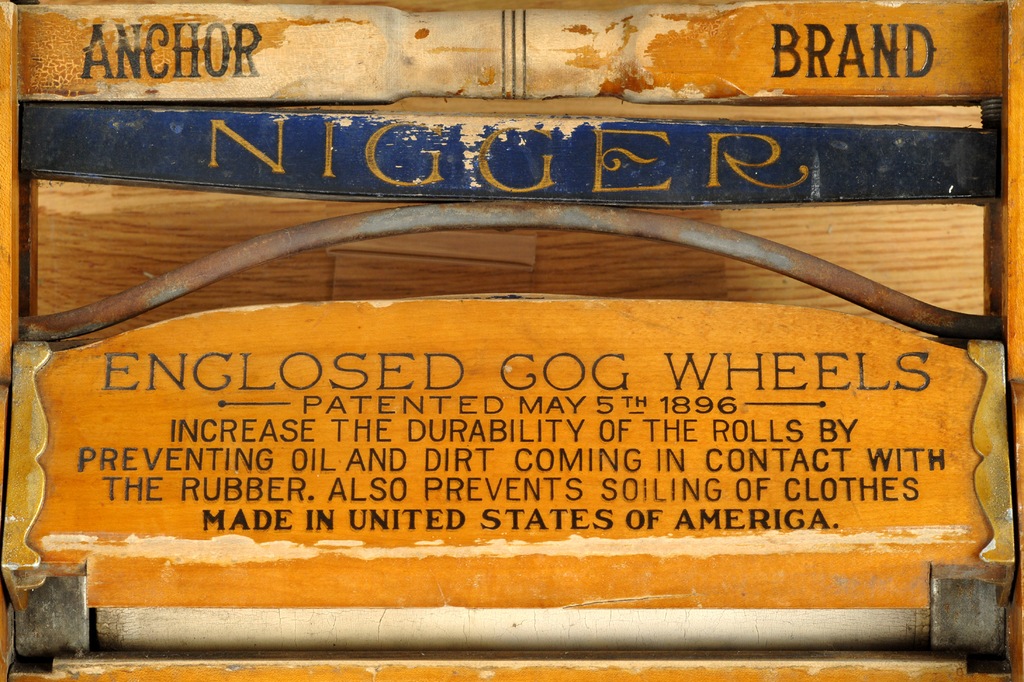 ANCHOR BRAND
NIGGER
ENCLOSED COG WHEELS
PATENTED MAY 5TH 1896
INCREASE THE DURABILITY OF THE ROLLS BY
PREVENTING OIL AND DIRT COMING IN CONTACT WITH
THE RUBBER. ALSO PREVENTS SOILING OF CLOTHES
MADE IN UNITED STATES OF AMERICA.